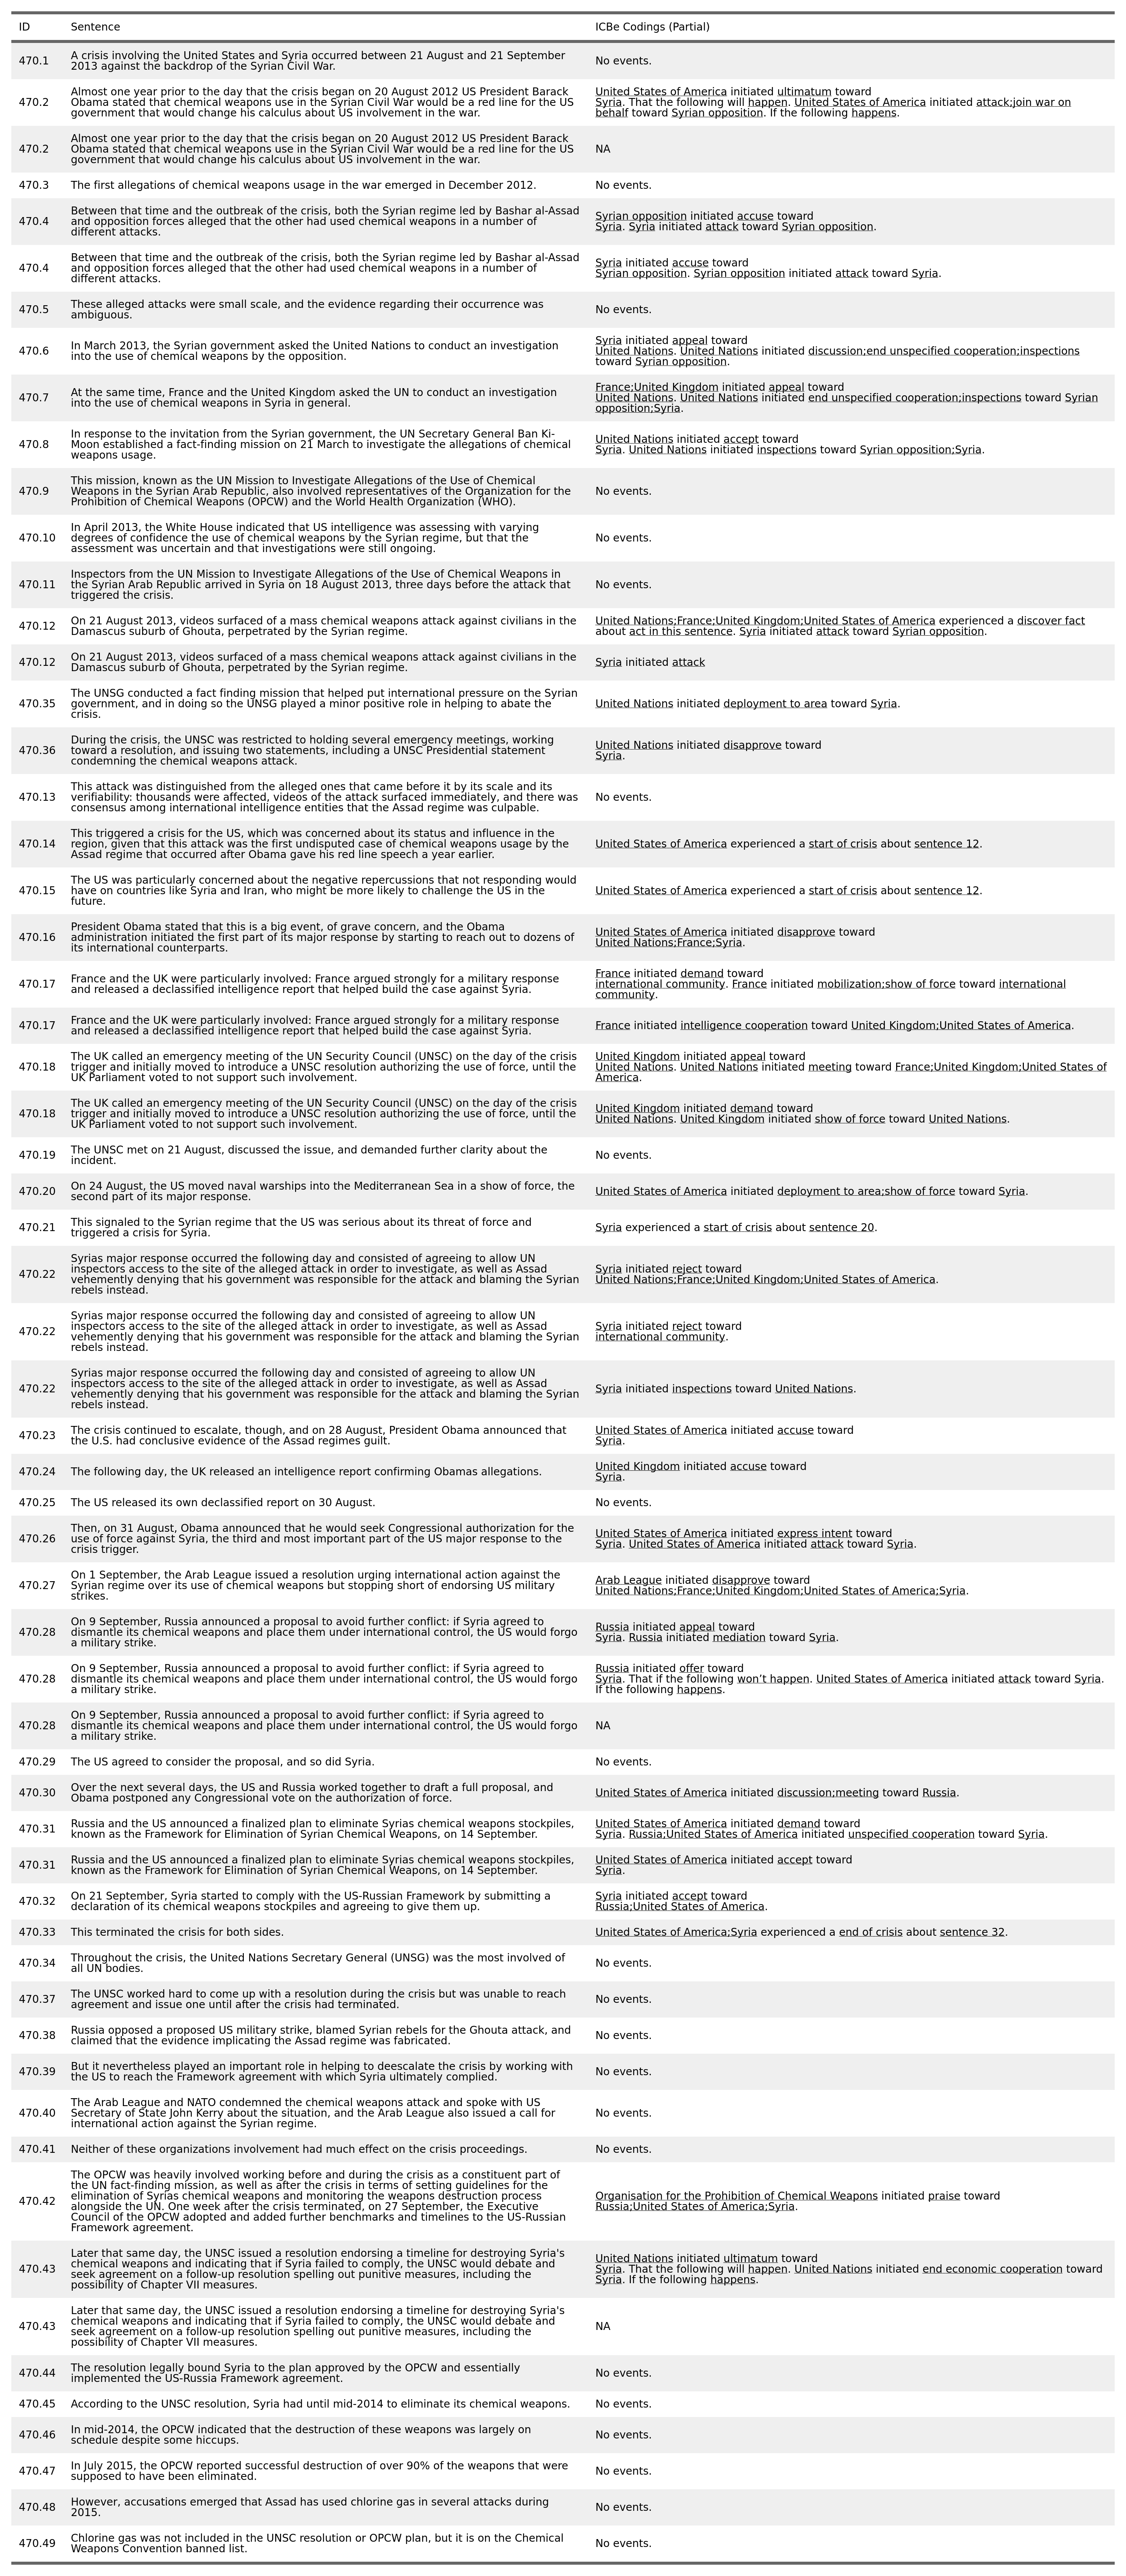 ID Sentence ICBe Codings (Partial)
470.1 A crisis involving the United States and Syria occurred between 21 August and 21 September
2013 against the backdrop of the Syrian Civil War.
No events.
470.2 Almost one year prior to the day that the crisis began on 20 August 2012 US President Barack
Obama stated that chemical weapons use in the Syrian Civil War would be a red line for the US
government that would change his calculus about US involvement in the war.
United States of America initiated ultimatum toward
Syria. That the following will happen. United States of America initiated attack;join war on
behalf toward Syrian opposition. If the following happens.
470.2 Almost one year prior to the day that the crisis began on 20 August 2012 US President Barack
Obama stated that chemical weapons use in the Syrian Civil War would be a red line for the US
government that would change his calculus about US involvement in the war.
NA
470.3 The first allegations of chemical weapons usage in the war emerged in December 2012.
No events.
470.4 Between that time and the outbreak of the crisis, both the Syrian regime led by Bashar al-Assad
and opposition forces alleged that the other had used chemical weapons in a number of
different attacks.
Syrian opposition initiated accuse toward
Syria. Syria initiated attack toward Syrian opposition.
470.4 Between that time and the outbreak of the crisis, both the Syrian regime led by Bashar al-Assad
and opposition forces alleged that the other had used chemical weapons in a number of
different attacks.
Syria initiated accuse toward
Syrian opposition. Syrian opposition initiated attack toward Syria.
470.5 These alleged attacks were small scale, and the evidence regarding their occurrence was
ambiguous.
No events.
470.6 In March 2013, the Syrian government asked the United Nations to conduct an investigation
into the use of chemical weapons by the opposition.
Syria initiated appeal toward
United Nations. United Nations initiated discussion;end unspecified cooperation;inspections
toward Syrian opposition.
470.7 At the same time, France and the United Kingdom asked the UN to conduct an investigation
into the use of chemical weapons in Syria in general.
France;United Kingdom initiated appeal toward
United Nations. United Nations initiated end unspecified cooperation;inspections toward Syrian
opposition;Syria.
470.8 In response to the invitation from the Syrian government, the UN Secretary General Ban Ki-
Moon established a fact-finding mission on 21 March to investigate the allegations of chemical
weapons usage.
United Nations initiated accept toward
Syria. United Nations initiated inspections toward Syrian opposition;Syria.
470.9 This mission, known as the UN Mission to Investigate Allegations of the Use of Chemical
Weapons in the Syrian Arab Republic, also involved representatives of the Organization for the
Prohibition of Chemical Weapons (OPCW) and the World Health Organization (WHO).
No events.
470.10 In April 2013, the White House indicated that US intelligence was assessing with varying
degrees of confidence the use of chemical weapons by the Syrian regime, but that the
assessment was uncertain and that investigations were still ongoing.
No events.
470.11 Inspectors from the UN Mission to Investigate Allegations of the Use of Chemical Weapons in
the Syrian Arab Republic arrived in Syria on 18 August 2013, three days before the attack that
triggered the crisis.
No events.
470.12 On 21 August 2013, videos surfaced of a mass chemical weapons attack against civilians in the
Damascus suburb of Ghouta, perpetrated by the Syrian regime.
United Nations;France;United Kingdom;United States of America experienced a discover fact
about act in this sentence. Syria initiated attack toward Syrian opposition.
470.12 On 21 August 2013, videos surfaced of a mass chemical weapons attack against civilians in the
Damascus suburb of Ghouta, perpetrated by the Syrian regime.
Syria initiated attack
470.35 The UNSG conducted a fact finding mission that helped put international pressure on the Syrian
government, and in doing so the UNSG played a minor positive role in helping to abate the
crisis.
United Nations initiated deployment to area toward Syria.
470.36 During the crisis, the UNSC was restricted to holding several emergency meetings, working
toward a resolution, and issuing two statements, including a UNSC Presidential statement
condemning the chemical weapons attack.
United Nations initiated disapprove toward
Syria.
470.13 This attack was distinguished from the alleged ones that came before it by its scale and its
verifiability: thousands were affected, videos of the attack surfaced immediately, and there was
consensus among international intelligence entities that the Assad regime was culpable.
No events.
470.14 This triggered a crisis for the US, which was concerned about its status and influence in the
region, given that this attack was the first undisputed case of chemical weapons usage by the
Assad regime that occurred after Obama gave his red line speech a year earlier.
United States of America experienced a start of crisis about sentence 12.
470.15 The US was particularly concerned about the negative repercussions that not responding would
have on countries like Syria and Iran, who might be more likely to challenge the US in the
future.
United States of America experienced a start of crisis about sentence 12.
470.16 President Obama stated that this is a big event, of grave concern, and the Obama
administration initiated the first part of its major response by starting to reach out to dozens of
its international counterparts.
United States of America initiated disapprove toward
United Nations;France;Syria.
470.17 France and the UK were particularly involved: France argued strongly for a military response
and released a declassified intelligence report that helped build the case against Syria.
France initiated demand toward
international community. France initiated mobilization;show of force toward international
community.
470.17 France and the UK were particularly involved: France argued strongly for a military response
and released a declassified intelligence report that helped build the case against Syria.
France initiated intelligence cooperation toward United Kingdom;United States of America.
470.18 The UK called an emergency meeting of the UN Security Council (UNSC) on the day of the crisis
trigger and initially moved to introduce a UNSC resolution authorizing the use of force, until the
UK Parliament voted to not support such involvement.
United Kingdom initiated appeal toward
United Nations. United Nations initiated meeting toward France;United Kingdom;United States of
America.
470.18 The UK called an emergency meeting of the UN Security Council (UNSC) on the day of the crisis
trigger and initially moved to introduce a UNSC resolution authorizing the use of force, until the
UK Parliament voted to not support such involvement.
United Kingdom initiated demand toward
United Nations. United Kingdom initiated show of force toward United Nations.
470.19 The UNSC met on 21 August, discussed the issue, and demanded further clarity about the
incident.
No events.
470.20 On 24 August, the US moved naval warships into the Mediterranean Sea in a show of force, the
second part of its major response.
United States of America initiated deployment to area;show of force toward Syria.
470.21 This signaled to the Syrian regime that the US was serious about its threat of force and
triggered a crisis for Syria.
Syria experienced a start of crisis about sentence 20.
470.22 Syrias major response occurred the following day and consisted of agreeing to allow UN
inspectors access to the site of the alleged attack in order to investigate, as well as Assad
vehemently denying that his government was responsible for the attack and blaming the Syrian
rebels instead.
Syria initiated reject toward
United Nations;France;United Kingdom;United States of America.
470.22 Syrias major response occurred the following day and consisted of agreeing to allow UN
inspectors access to the site of the alleged attack in order to investigate, as well as Assad
vehemently denying that his government was responsible for the attack and blaming the Syrian
rebels instead.
Syria initiated reject toward
international community.
470.22 Syrias major response occurred the following day and consisted of agreeing to allow UN
inspectors access to the site of the alleged attack in order to investigate, as well as Assad
vehemently denying that his government was responsible for the attack and blaming the Syrian
rebels instead.
Syria initiated inspections toward United Nations.
470.23 The crisis continued to escalate, though, and on 28 August, President Obama announced that
the U.S. had conclusive evidence of the Assad regimes guilt.
United States of America initiated accuse toward
Syria.
470.24 The following day, the UK released an intelligence report confirming Obamas allegations.
United Kingdom initiated accuse toward
Syria.
470.25 The US released its own declassified report on 30 August.
No events.
470.26 Then, on 31 August, Obama announced that he would seek Congressional authorization for the
use of force against Syria, the third and most important part of the US major response to the
crisis trigger.
United States of America initiated express intent toward
Syria. United States of America initiated attack toward Syria.
470.27 On 1 September, the Arab League issued a resolution urging international action against the
Syrian regime over its use of chemical weapons but stopping short of endorsing US military
strikes.
Arab League initiated disapprove toward
United Nations;France;United Kingdom;United States of America;Syria.
470.28 On 9 September, Russia announced a proposal to avoid further conflict: if Syria agreed to
dismantle its chemical weapons and place them under international control, the US would forgo
a military strike.
Russia initiated appeal toward
Syria. Russia initiated mediation toward Syria.
470.28 On 9 September, Russia announced a proposal to avoid further conflict: if Syria agreed to
dismantle its chemical weapons and place them under international control, the US would forgo
a military strike.
Russia initiated offer toward
Syria. That if the following won't happen. United States of America initiated attack toward Syria.
If the following happens.
470.28 On 9 September, Russia announced a proposal to avoid further conflict: if Syria agreed to
dismantle its chemical weapons and place them under international control, the US would forgo
a military strike.
NA
470.29 The US agreed to consider the proposal, and so did Syria.
No events.
470.30 Over the next several days, the US and Russia worked together to draft a full proposal, and
Obama postponed any Congressional vote on the authorization of force.
United States of America initiated discussion;meeting toward Russia.
470.31 Russia and the US announced a finalized plan to eliminate Syrias chemical weapons stockpiles,
known as the Framework for Elimination of Syrian Chemical Weapons, on 14 September.
United States of America initiated demand toward
Syria. Russia;United States of America initiated unspecified cooperation toward Syria.
470.31 Russia and the US announced a finalized plan to eliminate Syrias chemical weapons stockpiles,
known as the Framework for Elimination of Syrian Chemical Weapons, on 14 September.
United States of America initiated accept toward
Syria.
470.32 On 21 September, Syria started to comply with the US-Russian Framework by submitting a
declaration of its chemical weapons stockpiles and agreeing to give them up.
Syria initiated accept toward
Russia;United States of America.
470.33 This terminated the crisis for both sides.
United States of America;Syria experienced a end of crisis about sentence 32.
470.34 Throughout the crisis, the United Nations Secretary General (UNSG) was the most involved of
all UN bodies.
No events.
470.37 The UNSC worked hard to come up with a resolution during the crisis but was unable to reach
agreement and issue one until after the crisis had terminated.
No events.
470.38 Russia opposed a proposed US military strike, blamed Syrian rebels for the Ghouta attack, and
claimed that the evidence implicating the Assad regime was fabricated.
No events.
470.39 But it nevertheless played an important role in helping to deescalate the crisis by working with
the US to reach the Framework agreement with which Syria ultimately complied.
No events.
470.40 The Arab League and NATO condemned the chemical weapons attack and spoke with US
Secretary of State John Kerry about the situation, and the Arab League also issued a call for
international action against the Syrian regime.
No events.
470.41 Neither of these organizations involvement had much effect on the crisis proceedings.
No events.
470.42 The OPCW was heavily involved working before and during the crisis as a constituent part of
the UN fact-finding mission, as well as after the crisis in terms of setting guidelines for the
elimination of Syrias chemical weapons and monitoring the weapons destruction process
alongside the UN. One week after the crisis terminated, on 27 September, the Executive
Council of the OPCW adopted and added further benchmarks and timelines to the US-Russian
Framework agreement.
Organisation for the Prohibition of Chemical Weapons initiated praise toward
Russia;United States of America;Syria.
470.43 Later that same day, the UNSC issued a resolution endorsing a timeline for destroying Syria's
chemical weapons and indicating that if Syria failed to comply, the UNSC would debate and
seek agreement on a follow-up resolution spelling out punitive measures, including the
possibility of Chapter VII measures.
United Nations initiated ultimatum toward
Syria. That the following will happen. United Nations initiated end economic cooperation toward
Syria. If the following happens.
470.43 Later that same day, the UNSC issued a resolution endorsing a timeline for destroying Syria's
chemical weapons and indicating that if Syria failed to comply, the UNSC would debate and
seek agreement on a follow-up resolution spelling out punitive measures, including the
possibility of Chapter VII measures.
NA
470.44 The resolution legally bound Syria to the plan approved by the OPCW and essentially
implemented the US-Russia Framework agreement.
No events.
470.45 According to the UNSC resolution, Syria had until mid-2014 to eliminate its chemical weapons.
No events.
470.46 In mid-2014, the OPCW indicated that the destruction of these weapons was largely on
schedule despite some hiccups.
No events.
470.47 In July 2015, the OPCW reported successful destruction of over 90% of the weapons that were
supposed to have been eliminated.
No events.
470.48 However, accusations emerged that Assad has used chlorine gas in several attacks during
2015.
No events.
470.49 Chlorine gas was not included in the UNSC resolution or OPCW plan, but it is on the Chemical
Weapons Convention banned list.
No events.